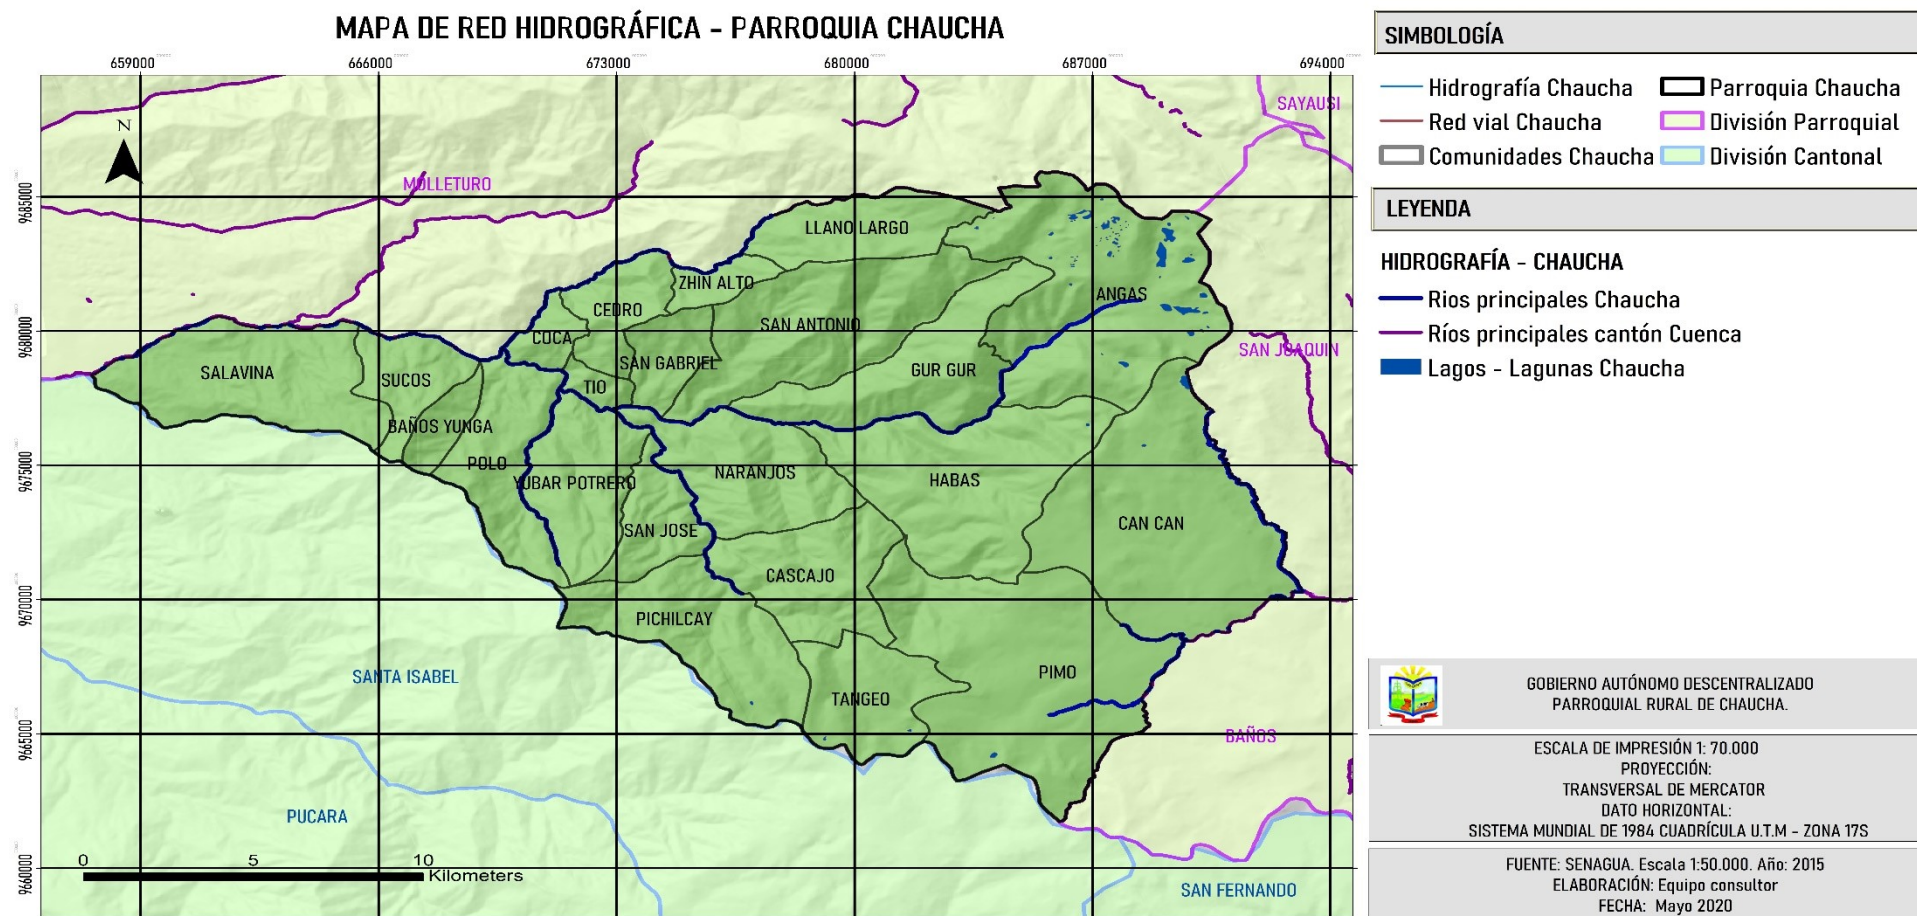 MAPA DE RED HIDROGRÁFICA - PARROQUIA CHAUCHA
659000 666000 673000 680000 687000 694000
N
9685000
9680000
9675000
9670000
9665000
9660000
SAYAUSI
MOLLETURO
LLANO LARGO
ZHIN ALTO
ANGAS
CEDRO
SAN ANTONIO
COCA
SAN JOAQUIN
SAN GABRIEL
SALAVINA
GUR GUR
SUCOS
TIO
BAÑOS YUNGA
POLO
NARANJOS
YUBAR POTRERO
HABAS
CAN CAN
SAN JOSE
CASCAJO
PICHILCAY
PIMO
SANTA ISABEL
TANGEO
BAÑOS
PUCARA
SAN FERNANDO
0 5 10
Kilometers
SIMBOLOGÍA
Hidrografía Chaucha
Red vial Chaucha
Comunidades Chaucha
Parroquia Chaucha
División Parroquial
División Cantonal
LEYENDA
HIDROGRAFÍA - CHAUCHA
Rios principales Chaucha
Ríos principales cantón Cuenca
Lagos - Lagunas Chaucha
GOBIERNO AUTÓNOMO DESCENTRALIZADO
PARROQUIAL RURAL DE CHAUCHA.
ESCALA DE IMPRESIÓN 1: 70.000
PROYECCIÓN:
TRANSVERSAL DE MERCATOR
DATO HORIZONTAL:
SISTEMA MUNDIAL DE 1984 CUADRÍCULA U.T.M - ZONA 17S
FUENTE: SENAGUA. Escala 1:50.000. Año: 2015
ELABORACIÓN: Equipo consultor
FECHA: Mayo 2020